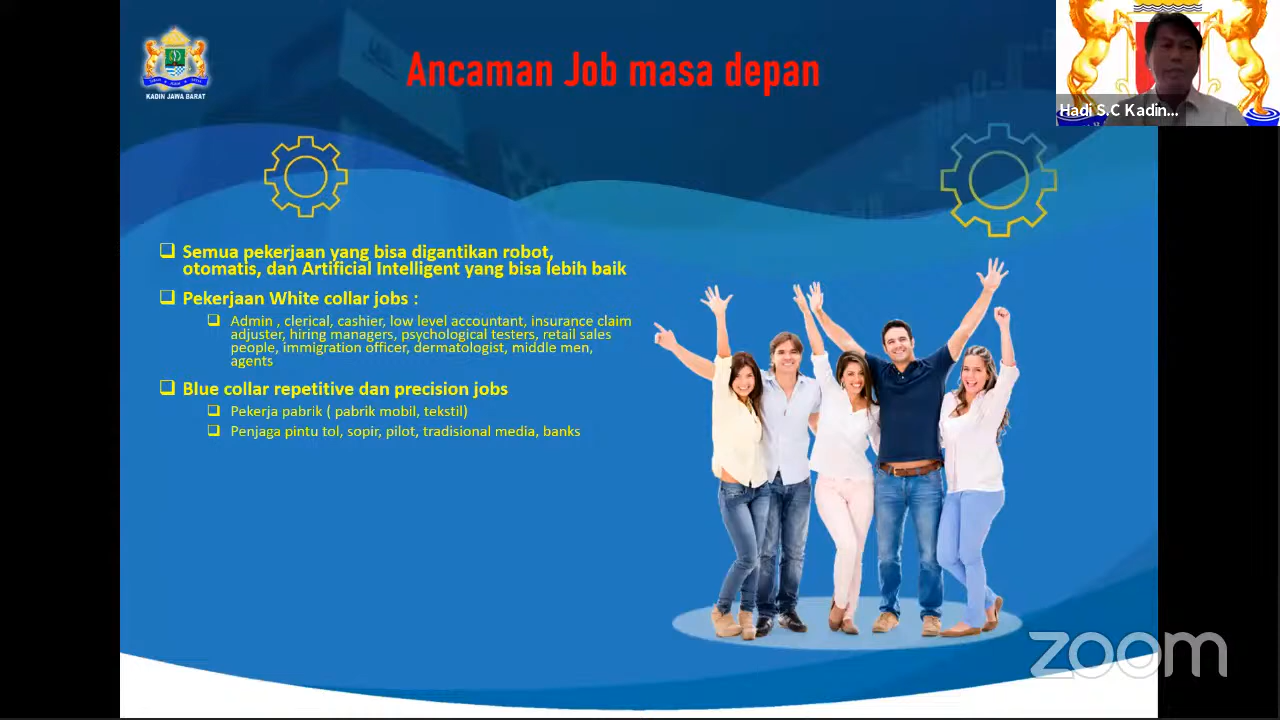 Ancaman Job masa depan
KADIN JAWA BARAT
Hadi S.C Kadin...
Semua pekerjaan yang bisa digantikan robot,
otomatis, dan Artificial Intelligent yang bisa lebih baik
Pekerjaan White collar jobs :
Admin , clerical, cashier, low level accountant, insurance claim
adjuster, hiring managers, psychological testers, retail sales
people, immigration officer, dermatologist, middle men,
agents
Blue collar repetitive dan precision jobs
Pekerja pabrik ( pabrik mobil, tekstil)
Penjaga pintu tol, sopir, pilot, tradisional media, banks
zoom